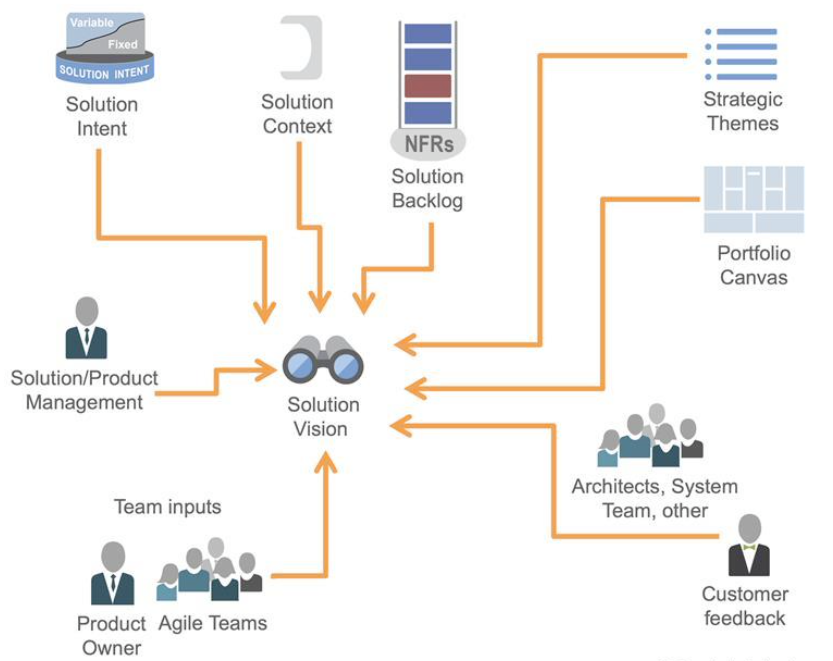 Variable
Fixed
SOLUTION INTENT
Solution
Intent
Solution
Context
NFRs
Solution
Backlog
Strategic
Themes
Portfolio
Canvas
Solution/Product
Management
Solution
Vision
Architects, System
Team, other
Customer
feedback
Team inputs
Product
Owner
Agile Teams